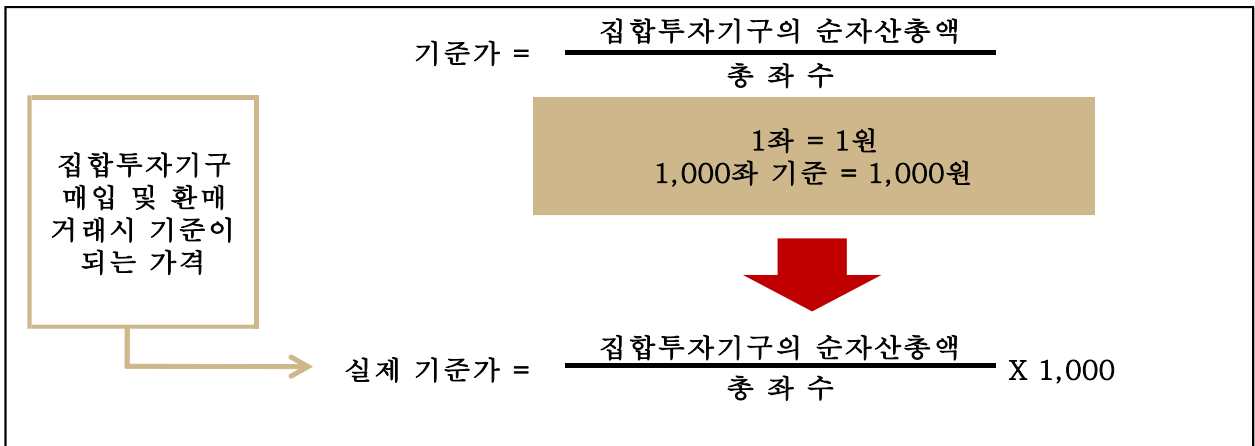 기준가 =
집합투자기구의 순자산총액
총 좌 수
1좌 = 1원
1,000좌 기준 = 1,000원
집합투자기구
매입 및 환매
거래시 기준이
되는 가격
실제 기준가 =
집합투자기구의 순자산총액
총 좌 수
X 1,000